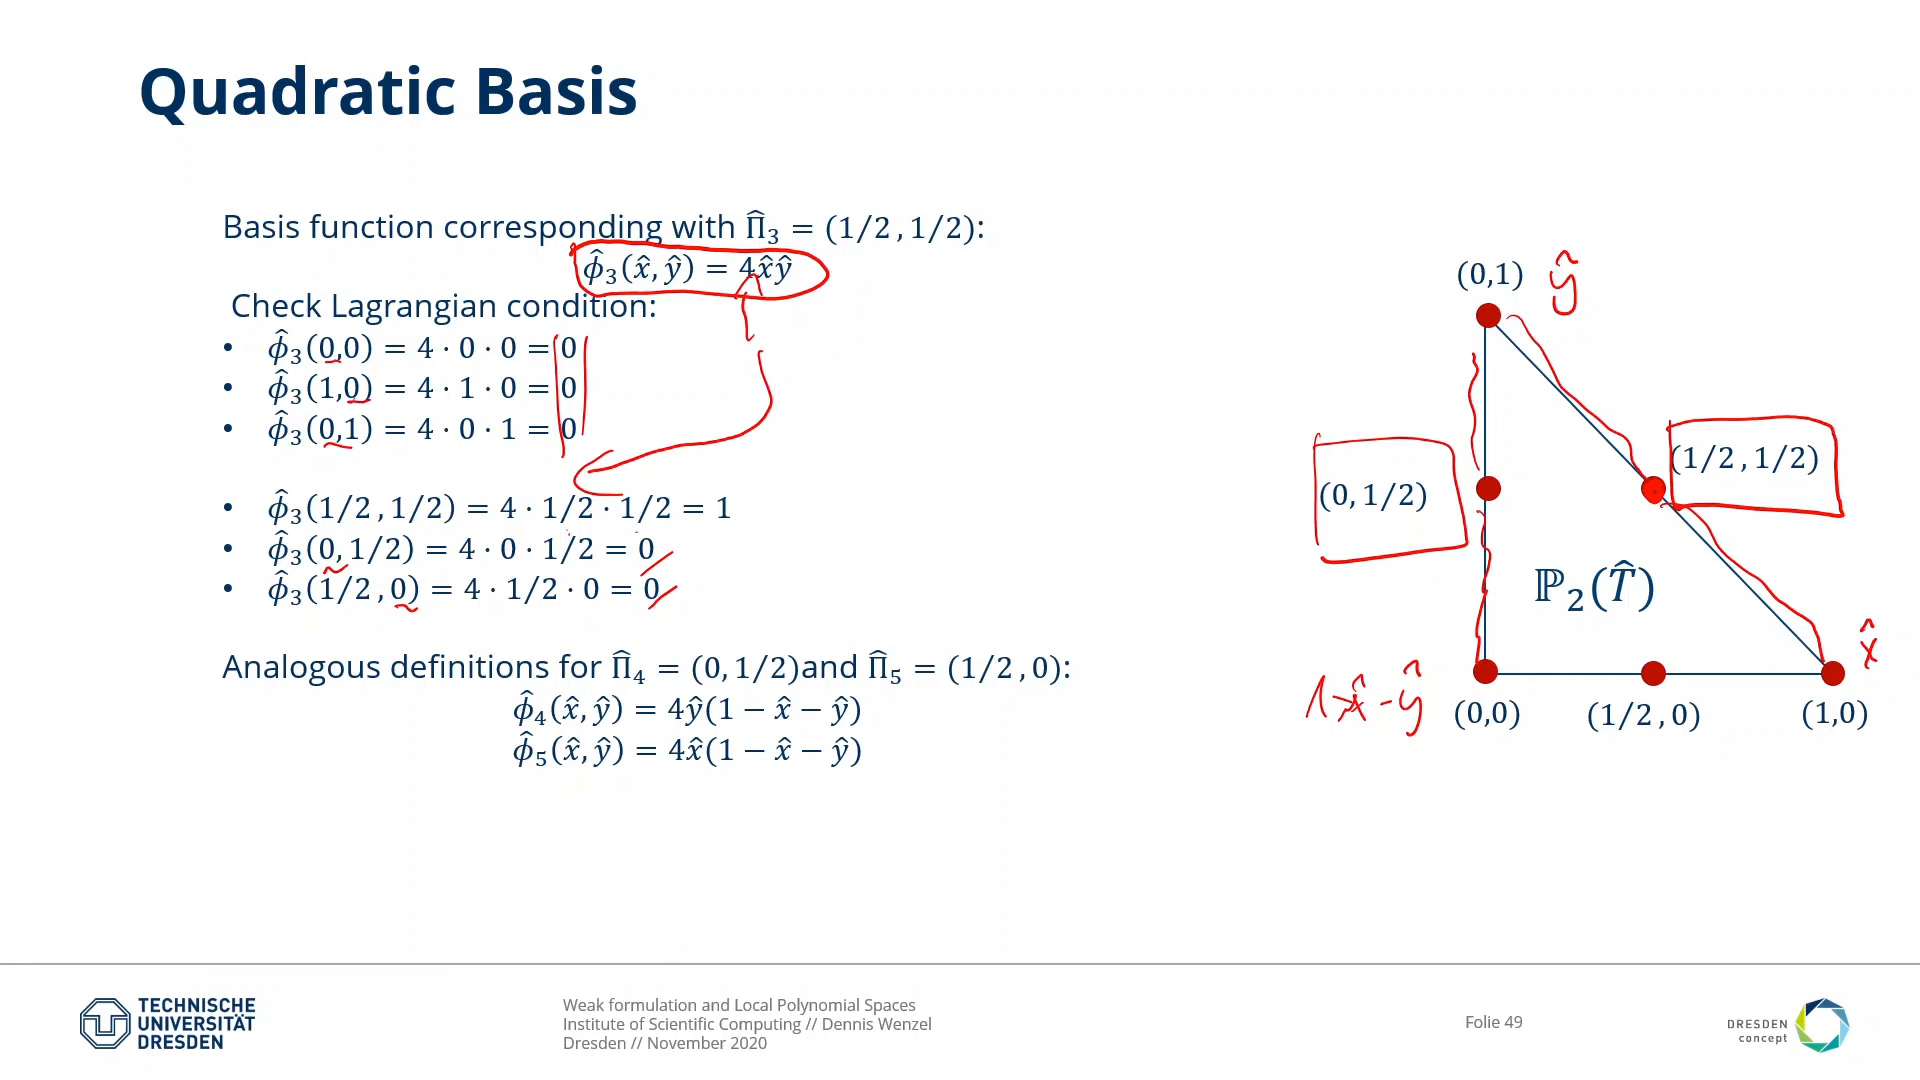 Quadratic Basis
Basis function corresponding with Π̂₃ = (1/2 , 1/2):
ϕ̂₃(x̂, ŷ) = 4x̂ŷ
Check Lagrangian condition:
• ϕ̂₃(0,0) = 4 · 0 · 0 = 0
• ϕ̂₃(1,0) = 4 · 1 · 0 = 0
• ϕ̂₃(0,1) = 4 · 0 · 1 = 0
• ϕ̂₃(1/2 , 1/2) = 4 · 1/2 · 1/2 = 1
• ϕ̂₃(0, 1/2) = 4 · 0 · 1/2 = 0
• ϕ̂₃(1/2 , 0) = 4 · 1/2 · 0 = 0
Analogous definitions for Π̂₄ = (0, 1/2)and Π̂₅ = (1/2 , 0):
ϕ̂₄(x̂, ŷ) = 4ŷ(1 − x̂ − ŷ)
ϕ̂₅(x̂, ŷ) = 4x̂(1 − x̂ − ŷ)
(0,1) ŷ
(1/2 , 1/2)
(0, 1/2)
ℙ₂(T̂)
x̂
1-x̂-ŷ (0,0) (1/2 , 0) (1,0)
TECHNISCHE
UNIVERSITÄT
DRESDEN
Weak formulation and Local Polynomial Spaces
Institute of Scientific Computing // Dennis Wenzel
Dresden // November 2020
Folie 49
DRESDEN
concept